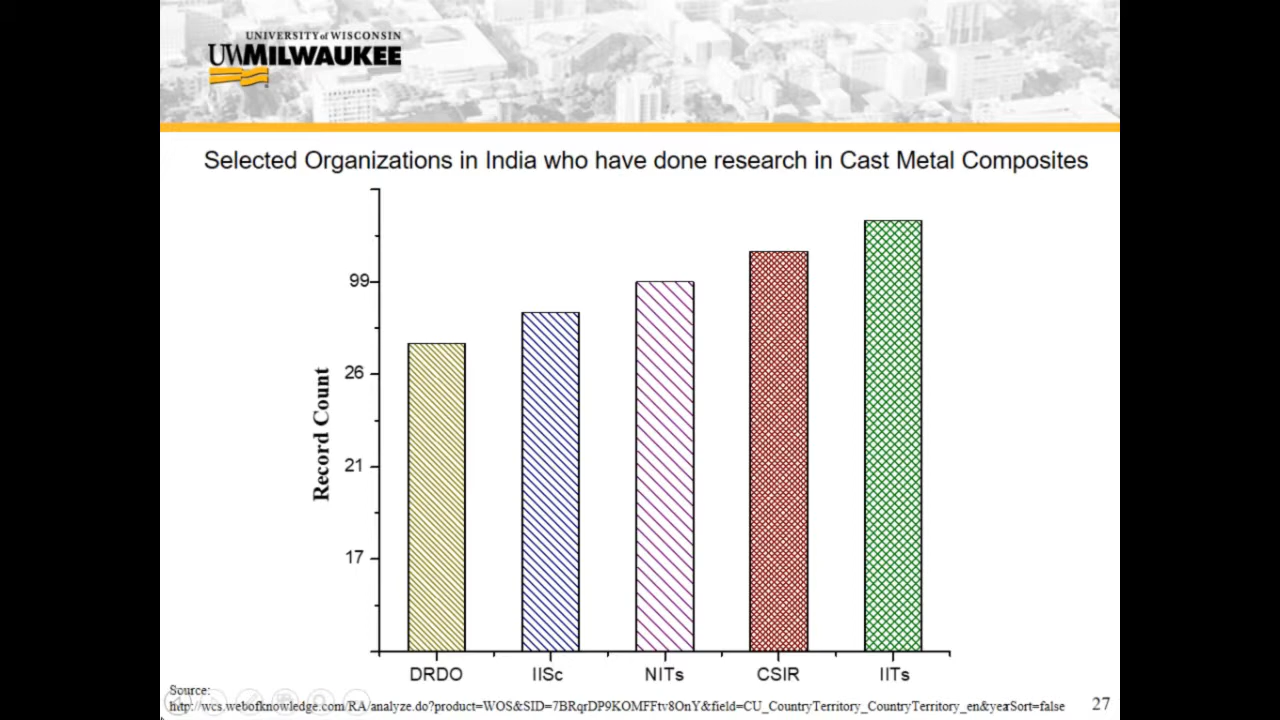 UNIVERSITY of WISCONSIN
UWMILWAUKEE
Selected Organizations in India who have done research in Cast Metal Composites
99
26
21
17
Record Count
DRDO IISc NITs CSIR IITs
Source:
http://wcs.webofknowledge.com/RA/analyze.do?product=WOS&SID=7BRqrDP9KOMFFtv8OnY&field=CU_CountryTerritory_CountryTerritory_en&yearSort=false
27